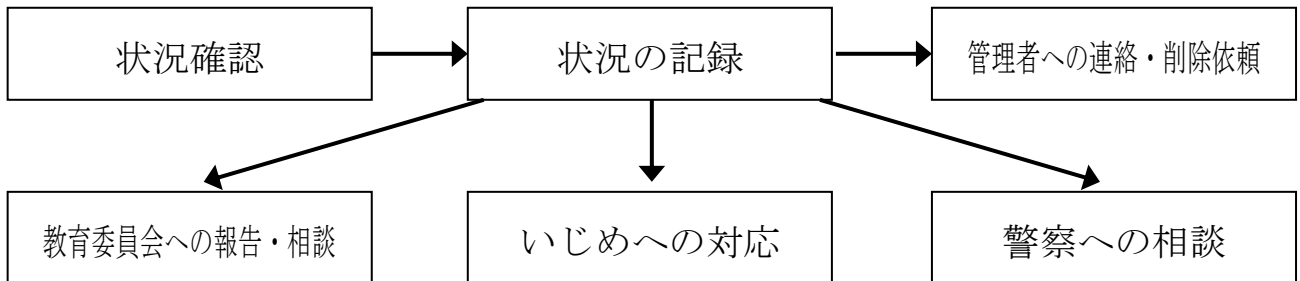 状況確認
状況の記録
管理者への連絡・削除依頼
教育委員会への報告・相談
いじめへの対応
警察への相談